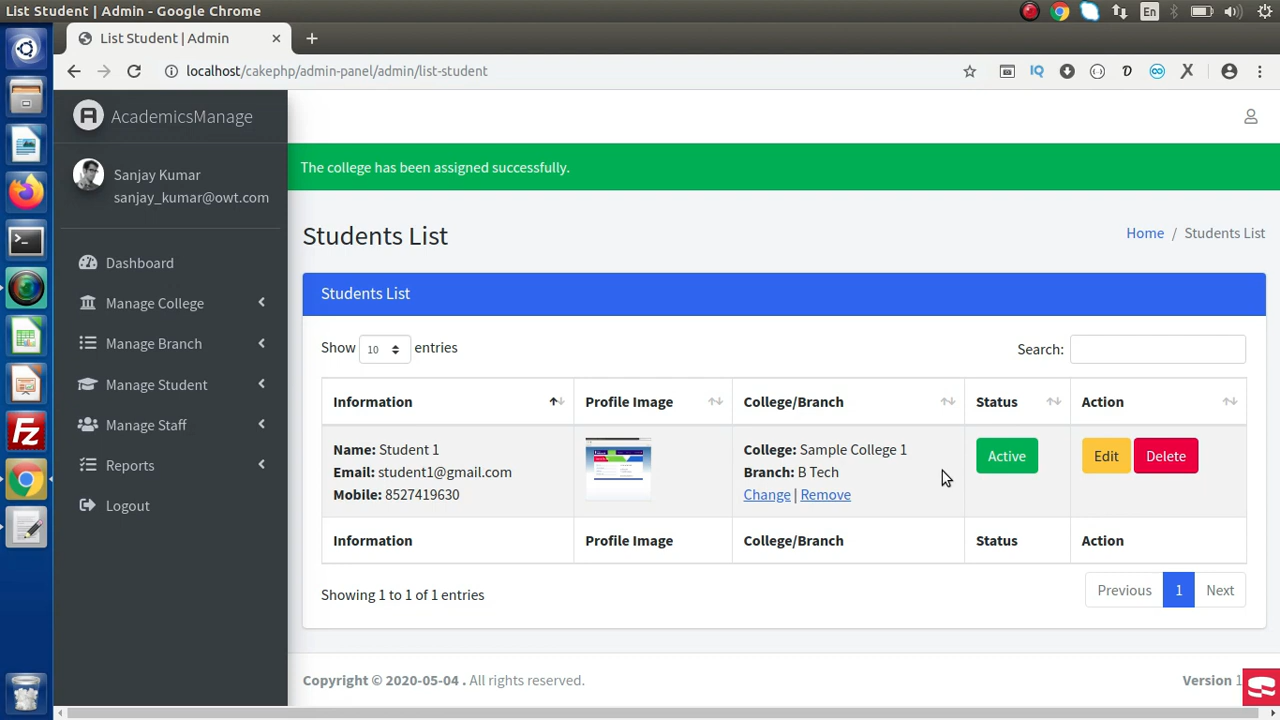 List Student | Admin - Google Chrome
En
List Student | Admin
localhost/cakephp/admin-panel/admin/list-student
IQ
AcademicsManage
Sanjay Kumar
sanjay_kumar@owt.com
Dashboard
Manage College
Manage Branch
Manage Student
Manage Staff
Reports
Logout
The college has been assigned successfully.
Students List
Home / Students List
Students List
Show 10 entries
Search:
Information Profile Image College/Branch Status Action
Name: Student 1
Email: student1@gmail.com
Mobile: 8527419630
College: Sample College 1
Branch: B Tech
Change | Remove
Active
Edit Delete
Information Profile Image College/Branch Status Action
Showing 1 to 1 of 1 entries
Previous 1 Next
Copyright © 2020-05-04 . All rights reserved.
Version 1